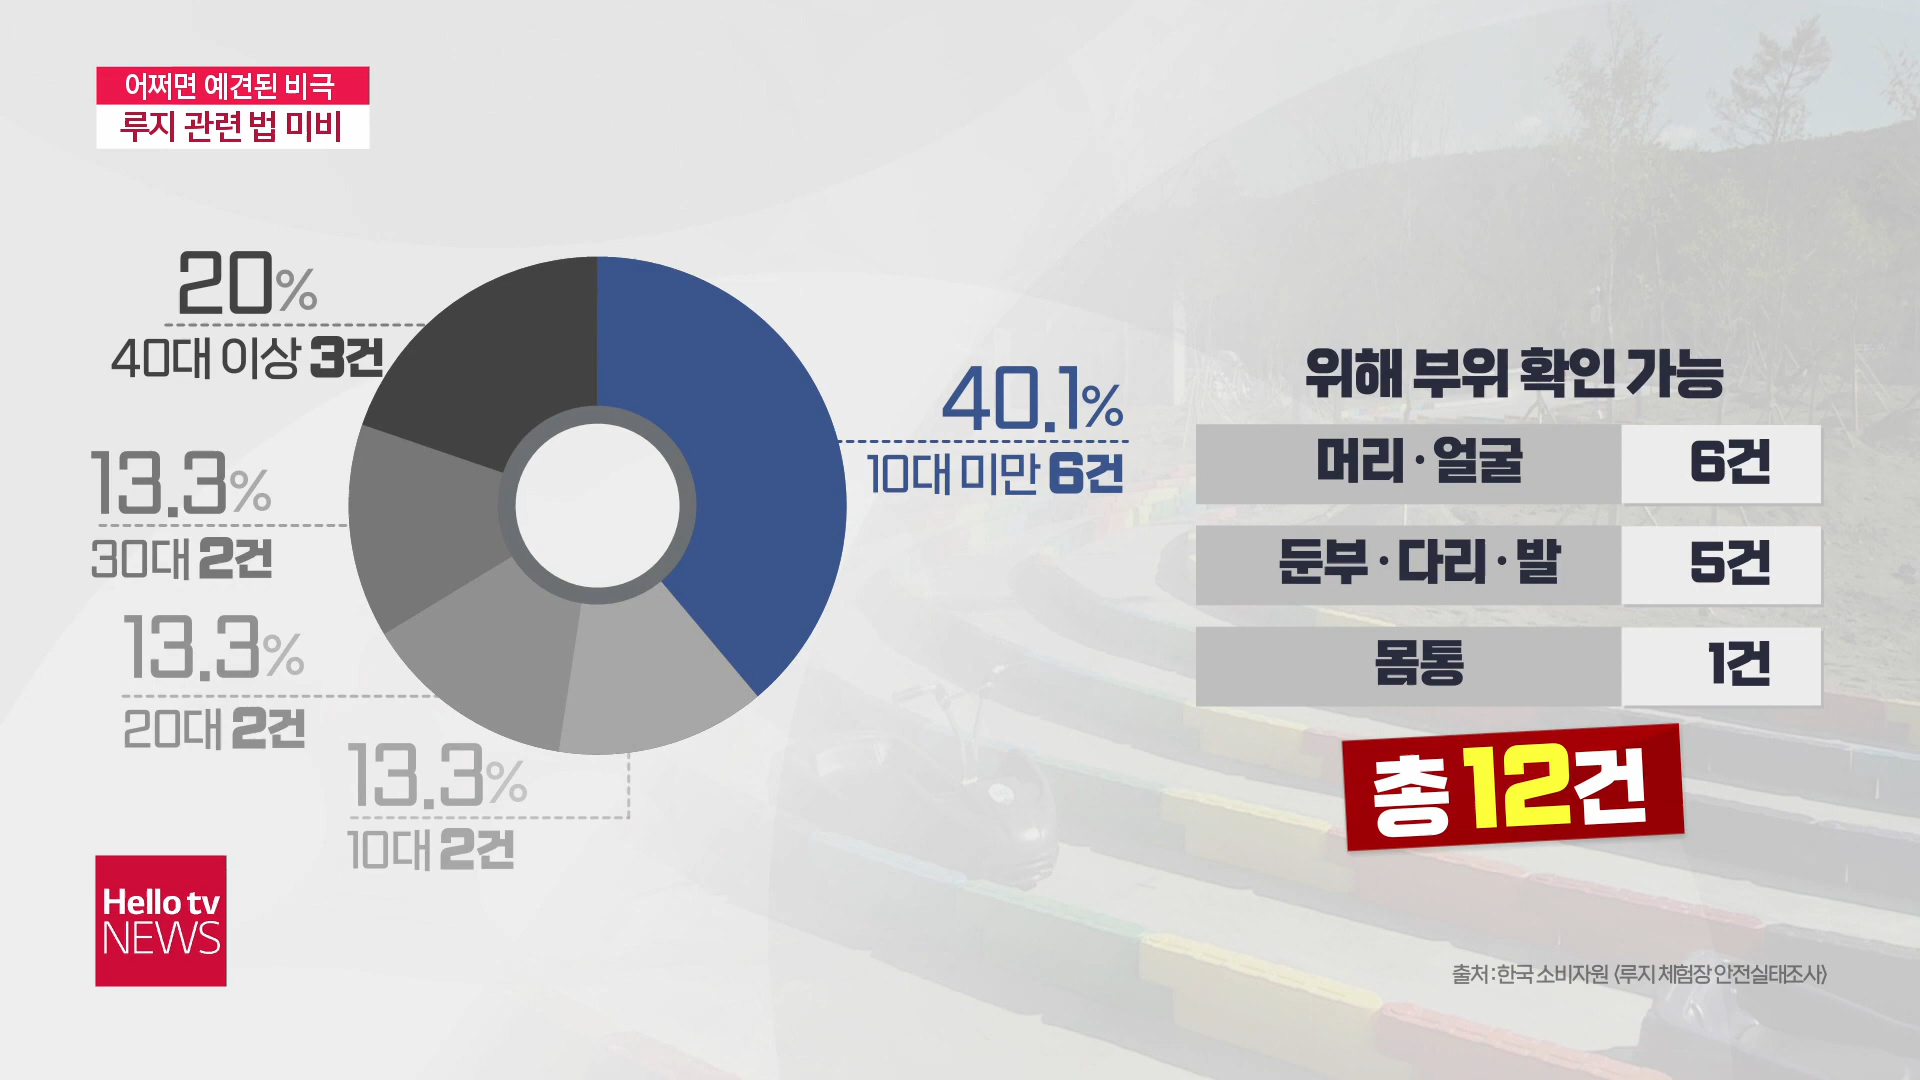 어쩌면 예견된 비극
루지 관련 법 미비
20%
40대 이상 3건
13.3%
30대 2건
13.3%
20대 2건
13.3%
10대 2건
40.1%
10대 미만 6건
위해 부위 확인 가능
머리·얼굴 6건
둔부·다리·발 5건
몸통 1건
총 12건
Hello tv
NEWS
출처 : 한국 소비자원 〈루지 체험장 안전실태조사〉